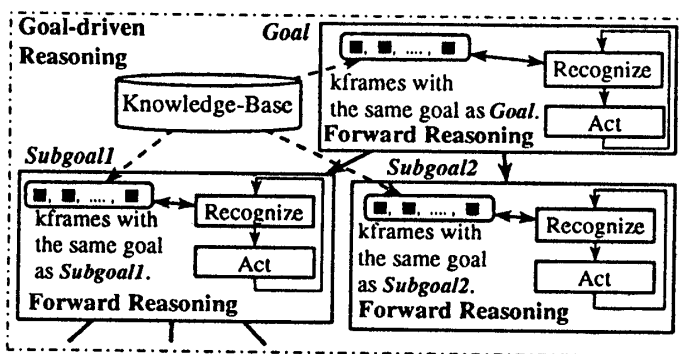 Goal-driven
Reasoning
Goal
■, ■, ...., ■
Recognize
kframes with
the same goal as Goal.
Act
Forward Reasoning
Knowledge-Base
Subgoal1
■, ■, ...., ■
Recognize
kframes with
the same goal
as Subgoal1.
Act
Forward Reasoning
Subgoal2
■, ■, ...., ■
Recognize
kframes with
the same goal
as Subgoal2.
Act
Forward Reasoning